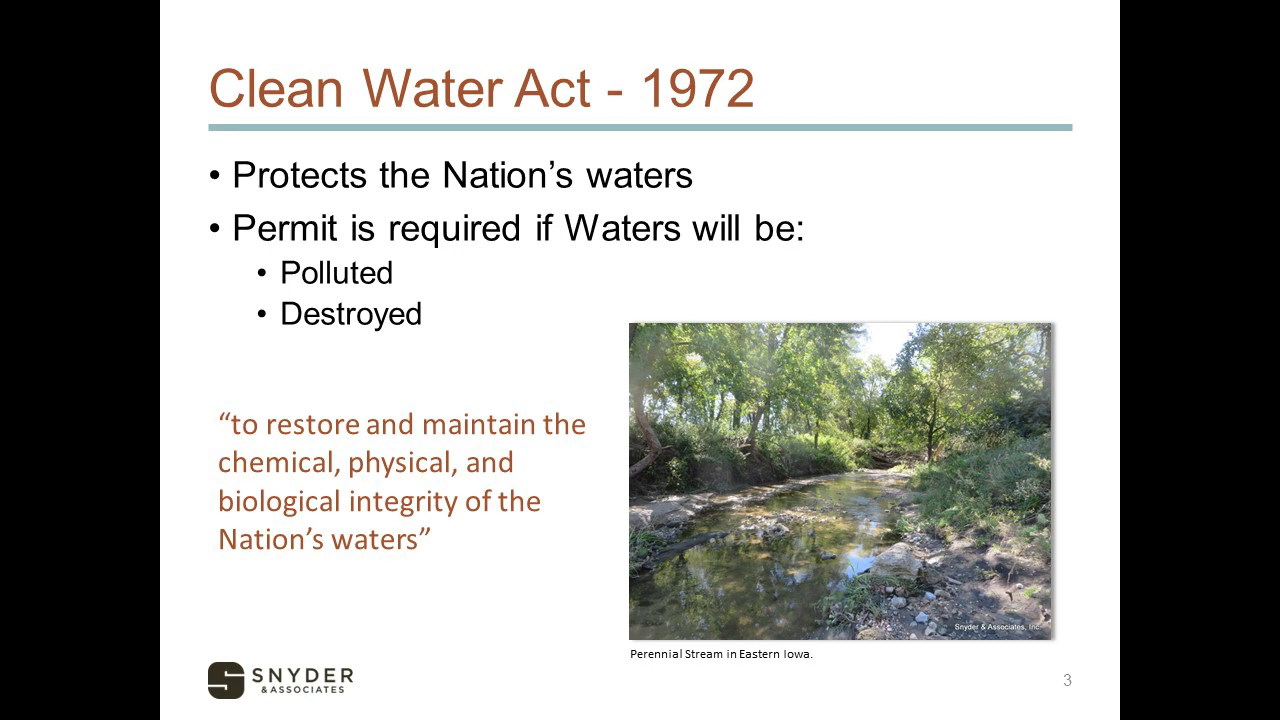 Clean Water Act - 1972
• Protects the Nation’s waters
• Permit is required if Waters will be:
• Polluted
• Destroyed
“to restore and maintain the
chemical, physical, and
biological integrity of the
Nation’s waters”
Snyder & Associates, Inc
Perennial Stream in Eastern Iowa.
SNYDER
& ASSOCIATES
3